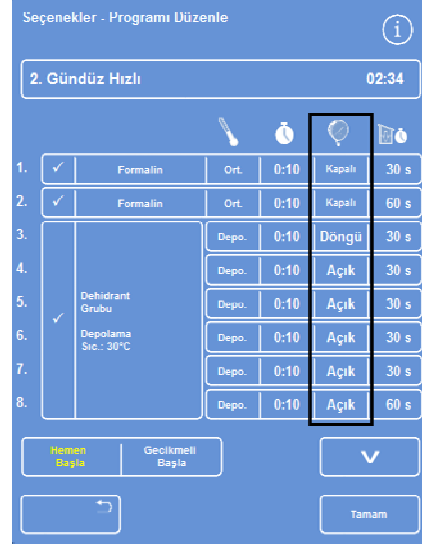 Seçenekler - Programı Düzenle
i
2. Gündüz Hızlı 02:34
1. Formalin Ort. 0:10 Kapalı 30 s
2. Formalin Ort. 0:10 Kapalı 60 s
3. Depo. 0:10 Döngü 30 s
4. Depo. 0:10 Açık 30 s
5. Dehidrant Grubu Depo. 0:10 Açık 30 s
6. Depolama Sıc.: 30°C Depo. 0:10 Açık 30 s
7. Depo. 0:10 Açık 30 s
8. Depo. 0:10 Açık 60 s
Hemen Başla Gecikmeli Başla
Tamam